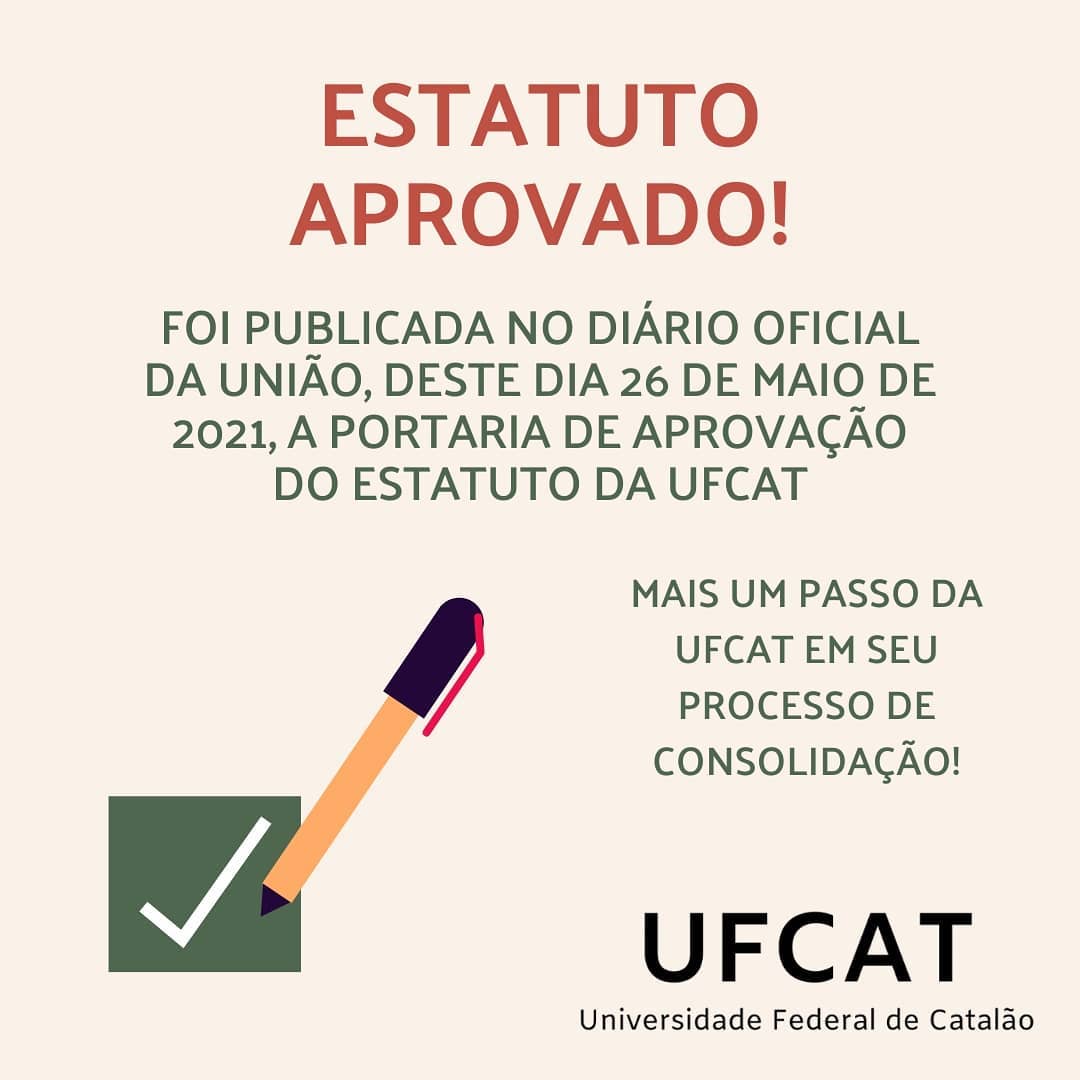 ESTATUTO
APROVADO!
FOI PUBLICADA NO DIÁRIO OFICIAL
DA UNIÃO, DESTE DIA 26 DE MAIO DE
2021, A PORTARIA DE APROVAÇÃO
DO ESTATUTO DA UFCAT
MAIS UM PASSO DA
UFCAT EM SEU
PROCESSO DE
CONSOLIDAÇÃO!
UFCAT
Universidade Federal de Catalão